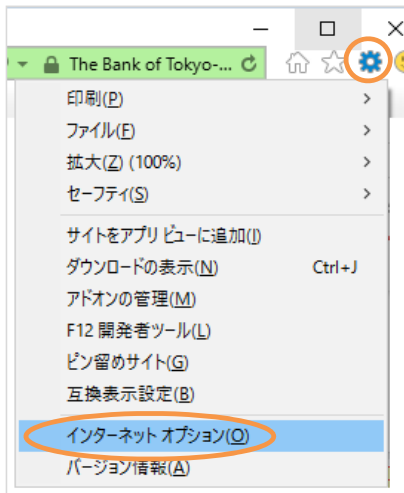 The Bank of Tokyo-...
印刷(P)
ファイル(F)
拡大(Z) (100%)
セーフティ(S)
サイトをアプリ ビューに追加(I)
ダウンロードの表示(N) Ctrl+J
アドオンの管理(M)
F12 開発者ツール(L)
ピン留めサイト(G)
互換表示設定(B)
インターネット オプション(O)
バージョン情報(A)